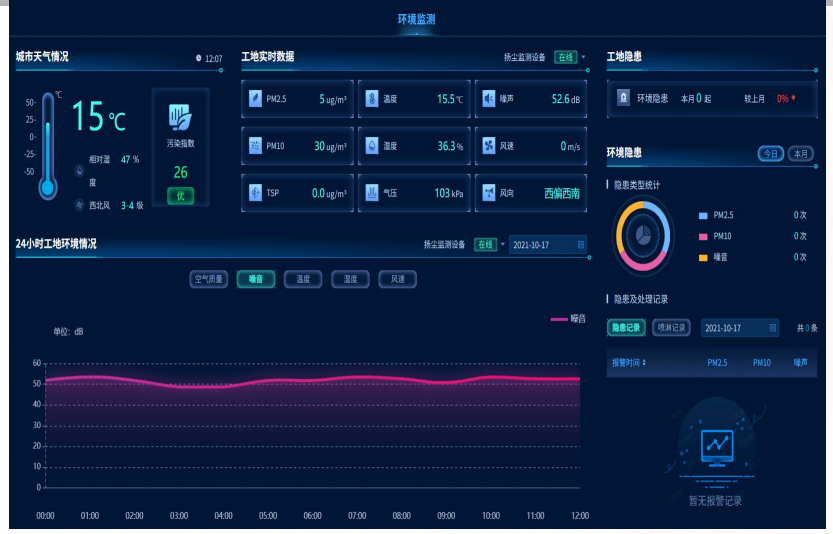 环境监测
城市天气情况
12:07
℃
50-
25-
0-
-25-
-50
15℃
相对湿度 47 %
西北风 3-4 级
污染指数
26
优
工地实时数据
扬尘监测设备 在线
PM2.5 5 ug/m³
温度 15.5 ℃
噪声 52.6 dB
PM10 30 ug/m³
湿度 36.3 %
风速 0 m/s
TSP 0.0 ug/m³
气压 103 kPa
风向 西偏西南
工地隐患
环境隐患 本月 0 起 较上月 0%
环境隐患
今日 本月
隐患类型统计
PM2.5 0 次
PM10 0 次
噪音 0 次
24小时工地环境情况
扬尘监测设备 在线 2021-10-17
空气质量 噪音 温度 湿度 风速
单位: dB
噪音
60
50
40
30
20
10
0
00:00 01:00 02:00 03:00 04:00 05:00 06:00 07:00 08:00 09:00 10:00 11:00 12:00
隐患及处理记录
隐患记录 喷淋记录 2021-10-17 共 0 条
报警时间 PM2.5 PM10 噪声
暂无报警记录